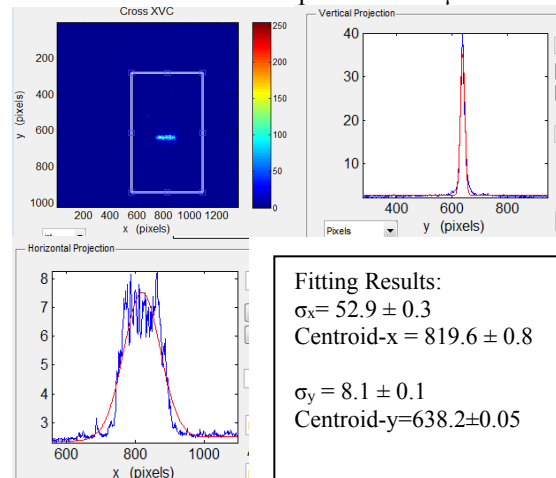 Cross XVC
200
400
600
800
1000
y (pixels)
200 400 600 800 1000 1200
x (pixels)
250
200
150
100
50
0
Vertical Projection
40
30
20
10
400 600 800
Pixels
y (pixels)
Horizontal Projection
8
7
6
5
4
3
600 800 1000
x (pixels)
Fitting Results:
σx= 52.9 ± 0.3
Centroid-x = 819.6 ± 0.8
σy = 8.1 ± 0.1
Centroid-y=638.2±0.05